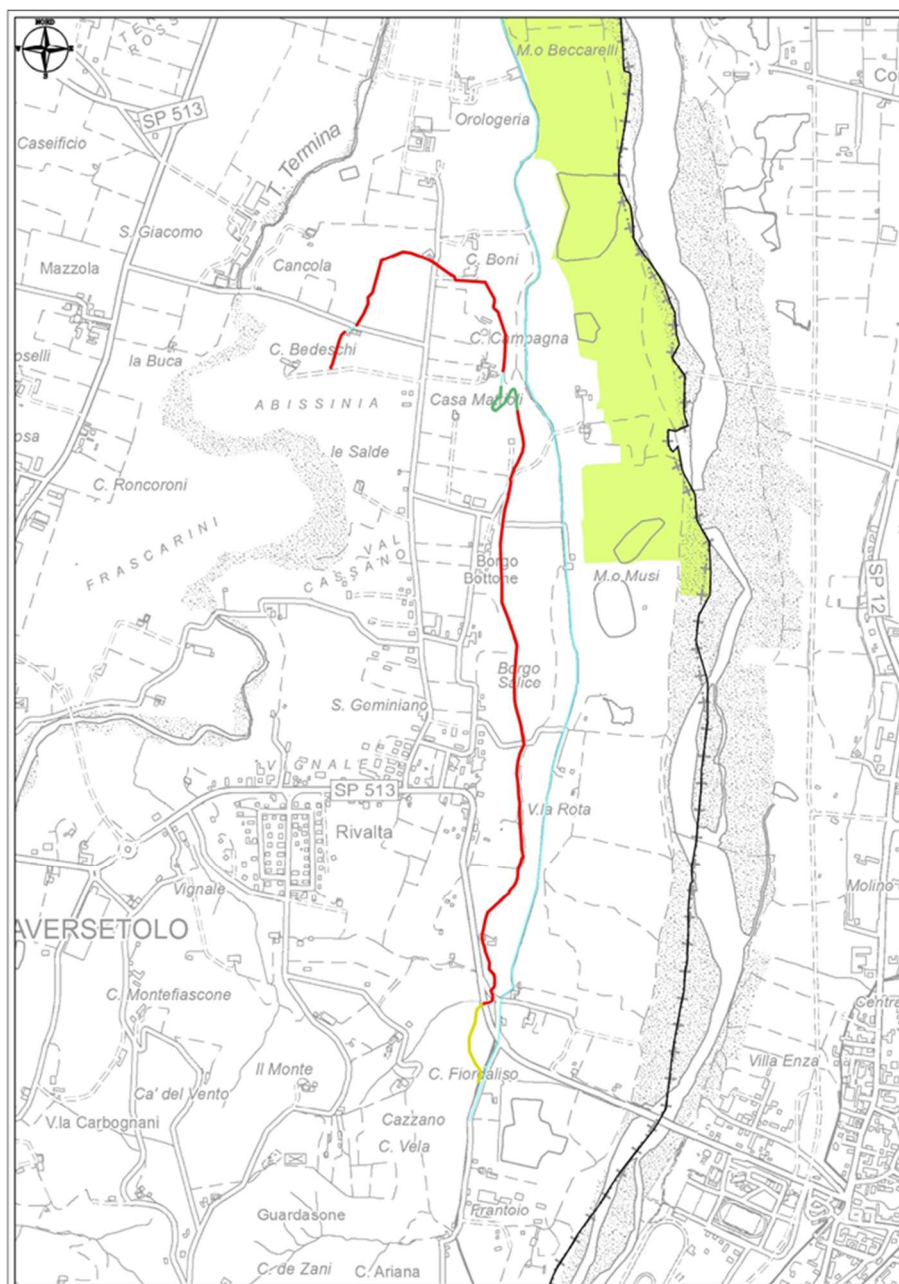 NORD
E
S
M.o Beccarelli
SP 513
Orologeria
Caseificio
T. Termina
S. Giacomo
Mazzola
Cancola
C. Boni
C. Campagna
la Buca
C. Bedeschi
ABISSINIA
le Salde
C. Roncoroni
FRASCARINI
VAL
CASSANO
Borgo
Bottone
M.o Musi
SP 12
Borgo
Salice
S. Geminiano
VIGNALE
SP 513
V.la Rota
Rivalta
Vignale
Molino
AVERSETOLO
C. Montefiascone
Centra
Il Monte
C. Fiordaliso
Villa Enza
Ca' del Vento
V.la Carbognani
Cazzano
C. Vela
Guardasone
Frantoio
C. de Zani
C. Ariana